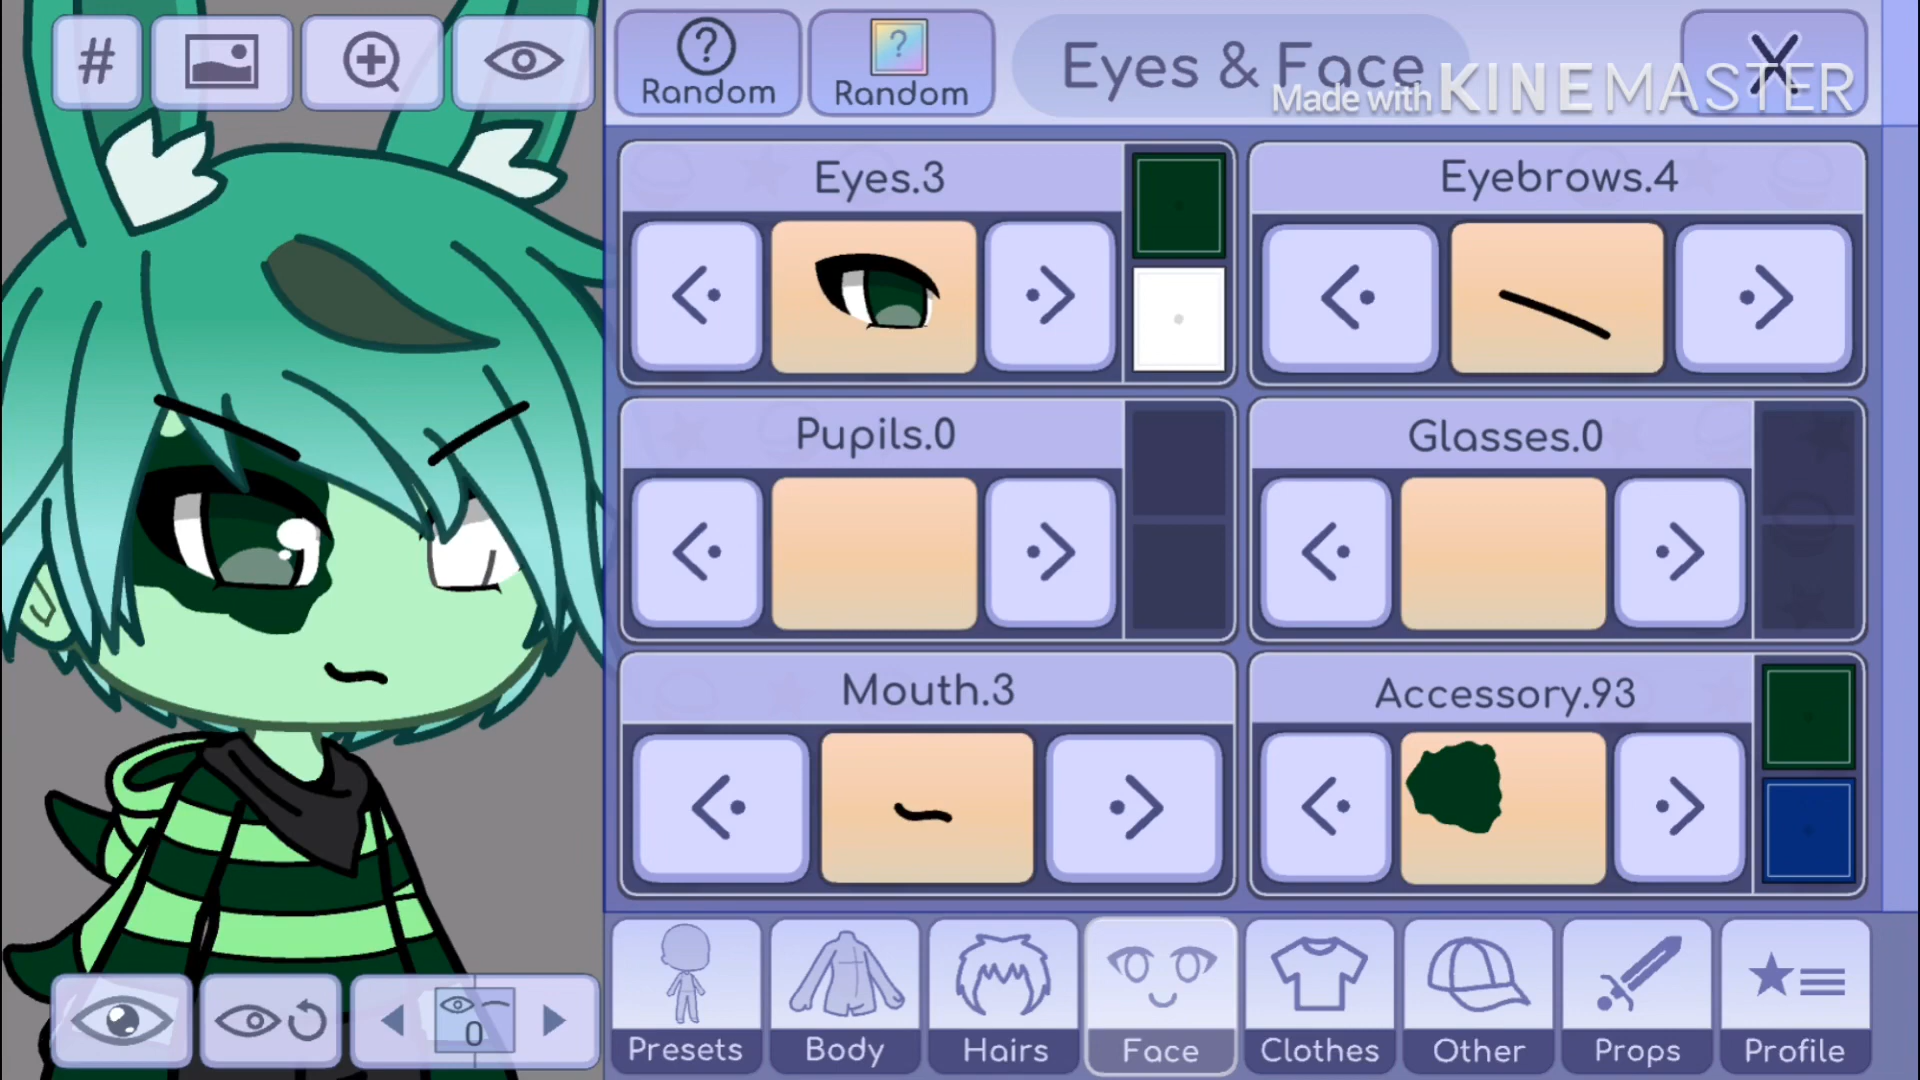 #
?
Random
?
Random
Eyes & Face
X
Made with KINEMASTER
Eyes.3
Eyebrows.4
Pupils.0
Glasses.0
Mouth.3
Accessory.93
0
Presets
Body
Hairs
Face
Clothes
Other
Props
Profile